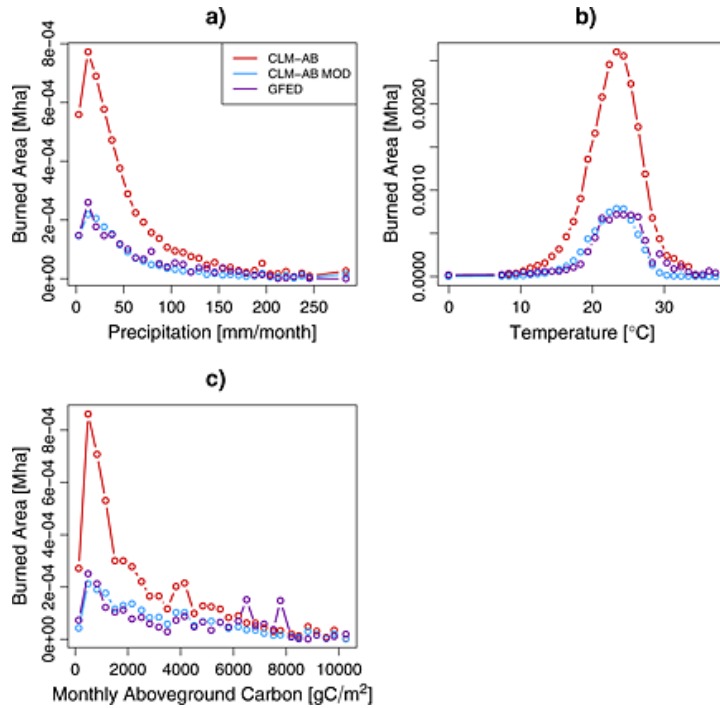 a)
Burned Area [Mha]
0e+00 2e-04 4e-04 6e-04 8e-04
CLM-AB
CLM-AB MOD
GFED
0 50 100 150 200 250
Precipitation [mm/month]
b)
Burned Area [Mha]
0.0000 0.0010 0.0020
0 10 20 30
Temperature [°C]
c)
Burned Area [Mha]
0e+00 2e-04 4e-04 6e-04 8e-04
0 2000 4000 6000 8000 10000
Monthly Aboveground Carbon [gC/m²]